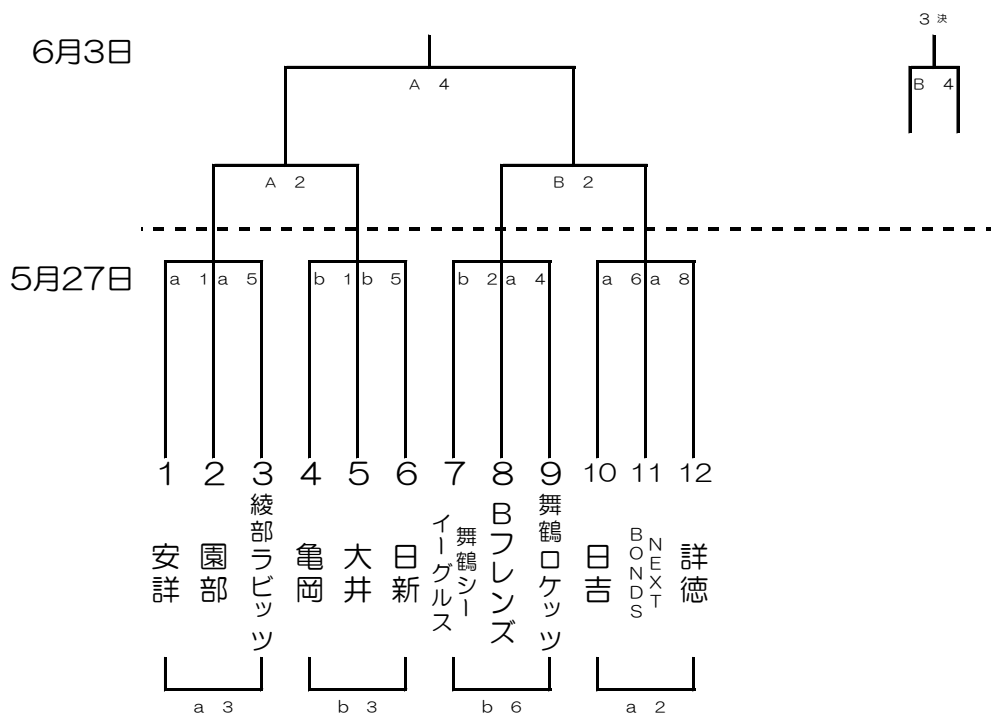 3決
6月3日
A 4
B 4
A 2
B 2
5月27日
a 1
a 5
b 1
b 5
b 2
a 4
a 6
a 8
1
2
3
4
5
6
7
8
9
10
11
12
安詳
園部
綾部ラビッツ
亀岡
大井
日新
舞鶴シー
イーグルス
Bフレンズ
舞鶴ロケッツ
日吉
NEXT
BONDS
詳徳
a 3
b 3
b 6
a 2